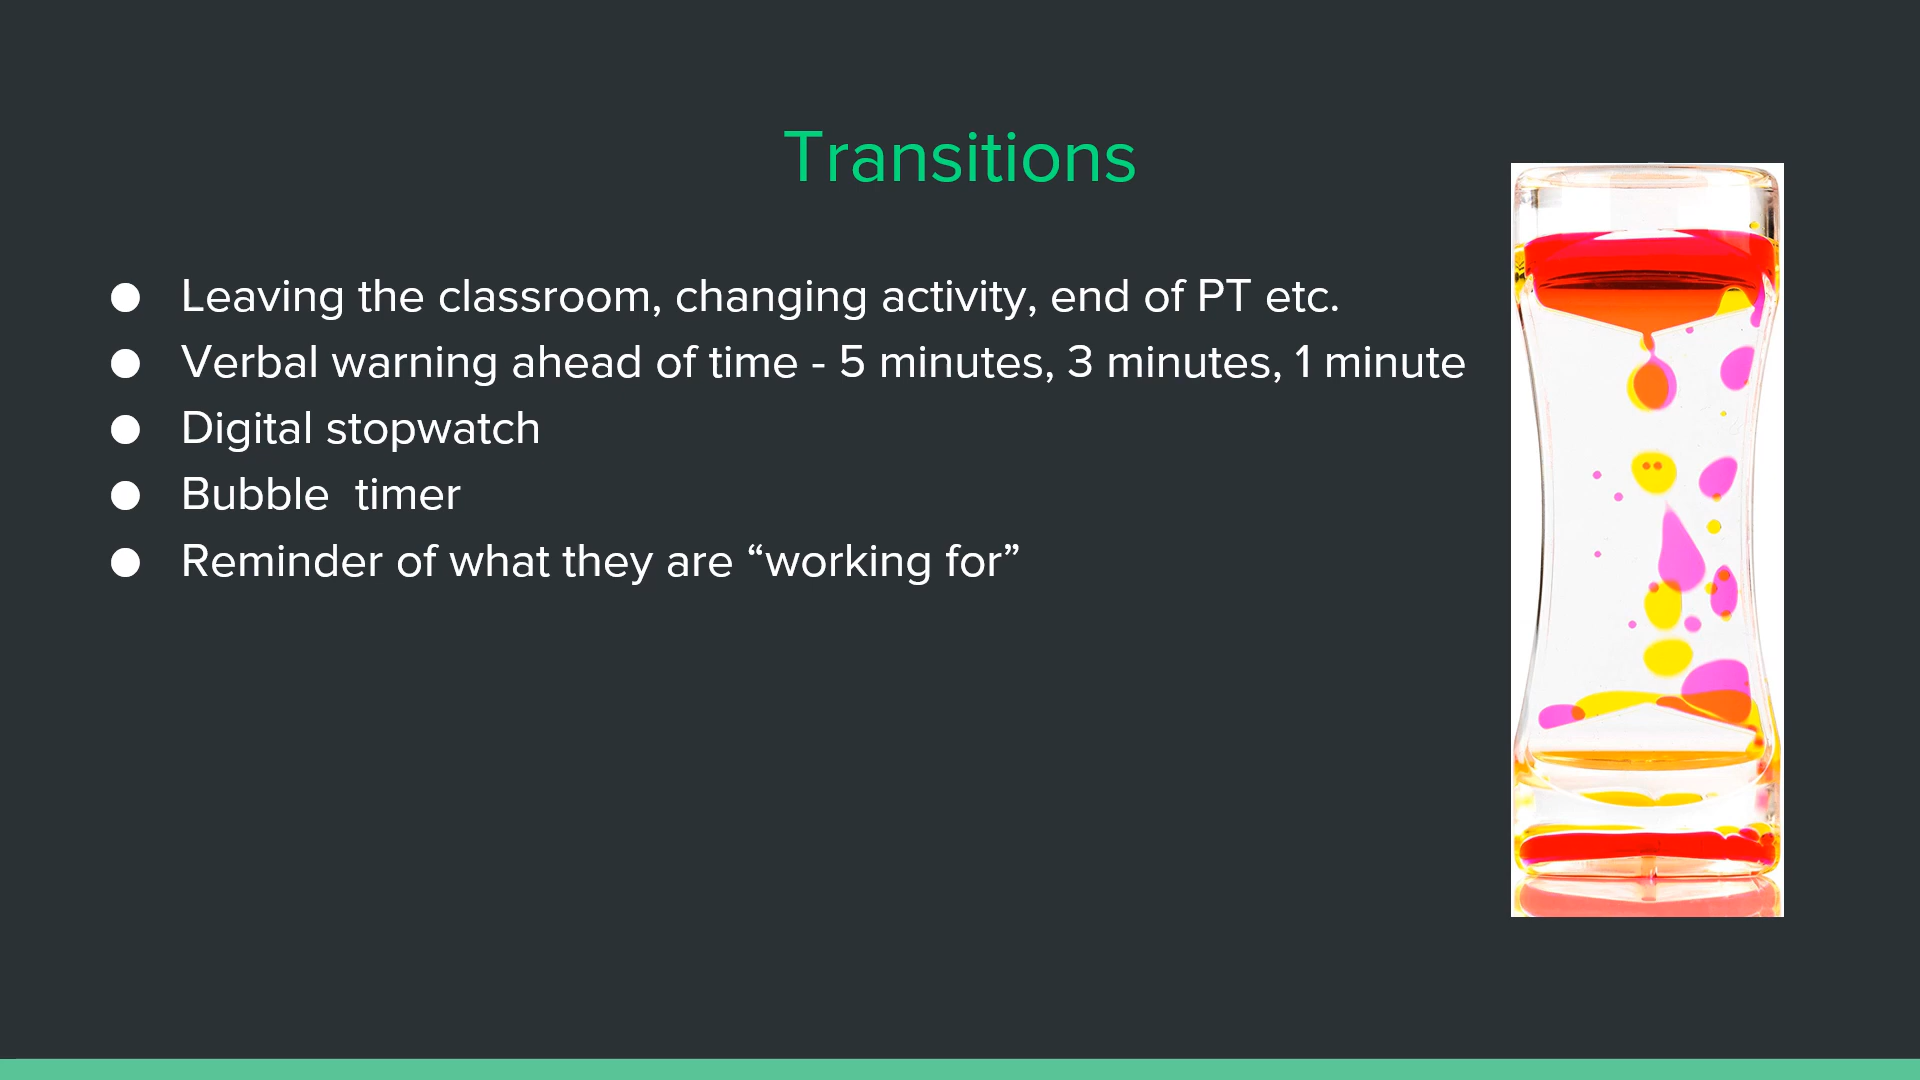 Transitions
● Leaving the classroom, changing activity, end of PT etc.
● Verbal warning ahead of time - 5 minutes, 3 minutes, 1 minute
● Digital stopwatch
● Bubble  timer
● Reminder of what they are “working for”